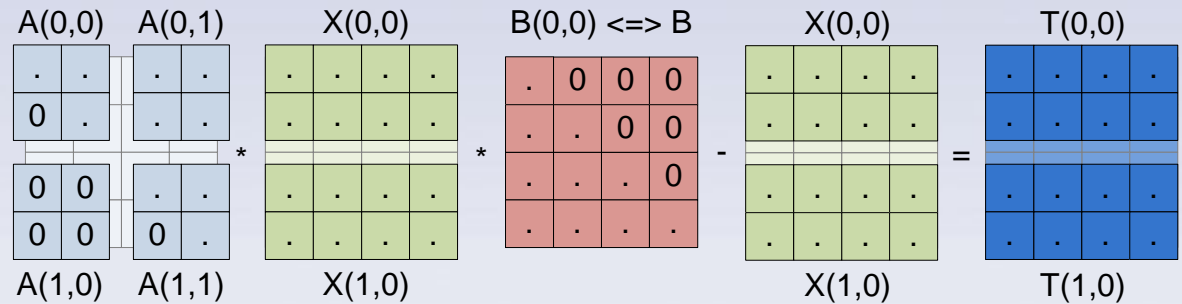 A(0,0) A(0,1) X(0,0) B(0,0) <=> B X(0,0) T(0,0)
. . . . . . . . . 0 0 0 . . . . . . . .
0 . . . . . . . . . 0 0 . . . . . . . .
* * - =
0 0 . . . . . . . . . 0 . . . . . . . .
0 0 0 . . . . . . . . . . . . . . . . .
A(1,0) A(1,1) X(1,0) X(1,0) T(1,0)